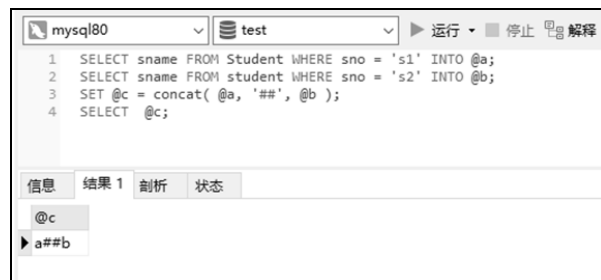 mysql80 test 运行 停止 解释
1 SELECT sname FROM Student WHERE sno = 's1' INTO @a;
2 SELECT sname FROM student WHERE sno = 's2' INTO @b;
3 SET @c = concat( @a, '##', @b );
4 SELECT  @c;
信息 结果 1 剖析 状态
@c
a##b